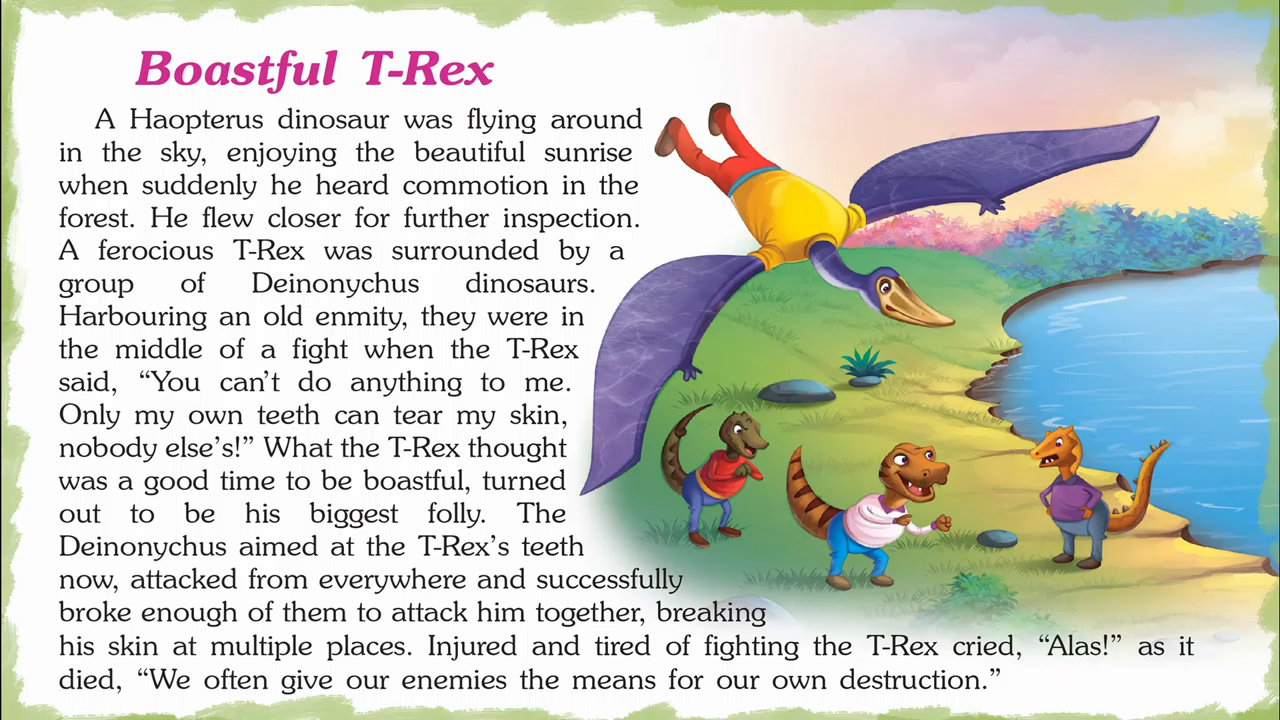 Boastful T-Rex
A Haopterus dinosaur was flying around
in the sky, enjoying the beautiful sunrise
when suddenly he heard commotion in the
forest. He flew closer for further inspection.
A ferocious T-Rex was surrounded by a
group of Deinonychus dinosaurs.
Harbouring an old enmity, they were in
the middle of a fight when the T-Rex
said, “You can’t do anything to me.
Only my own teeth can tear my skin,
nobody else’s!” What the T-Rex thought
was a good time to be boastful, turned
out to be his biggest folly. The
Deinonychus aimed at the T-Rex’s teeth
now, attacked from everywhere and successfully
broke enough of them to attack him together, breaking
his skin at multiple places. Injured and tired of fighting the T-Rex cried, “Alas!” as it
died, “We often give our enemies the means for our own destruction.”